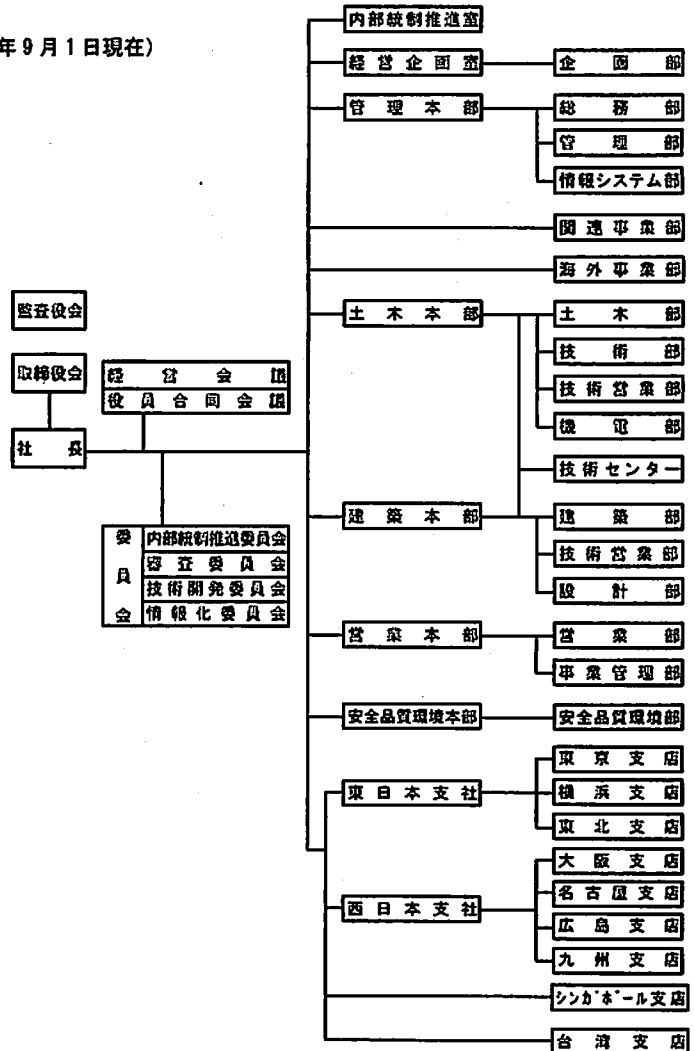 年9月1日現在）
内部統制推進室
経営企画室
企画部
管理本部
総務部
管理部
情報システム部
関連事業部
海外事業部
監査役会
取締役会
社長
経営会議
役員合同会議
委員会
内部統制推進委員会
審査委員会
技術開発委員会
情報化委員会
土木本部
土木部
技術部
技術営業部
機電部
技術センター
建築本部
建築部
技術営業部
設計部
営業本部
営業部
事業管理部
安全品質環境本部
安全品質環境部
東日本支社
東京支店
横浜支店
東北支店
西日本支社
大阪支店
名古屋支店
広島支店
九州支店
シンガポール支店
台湾支店